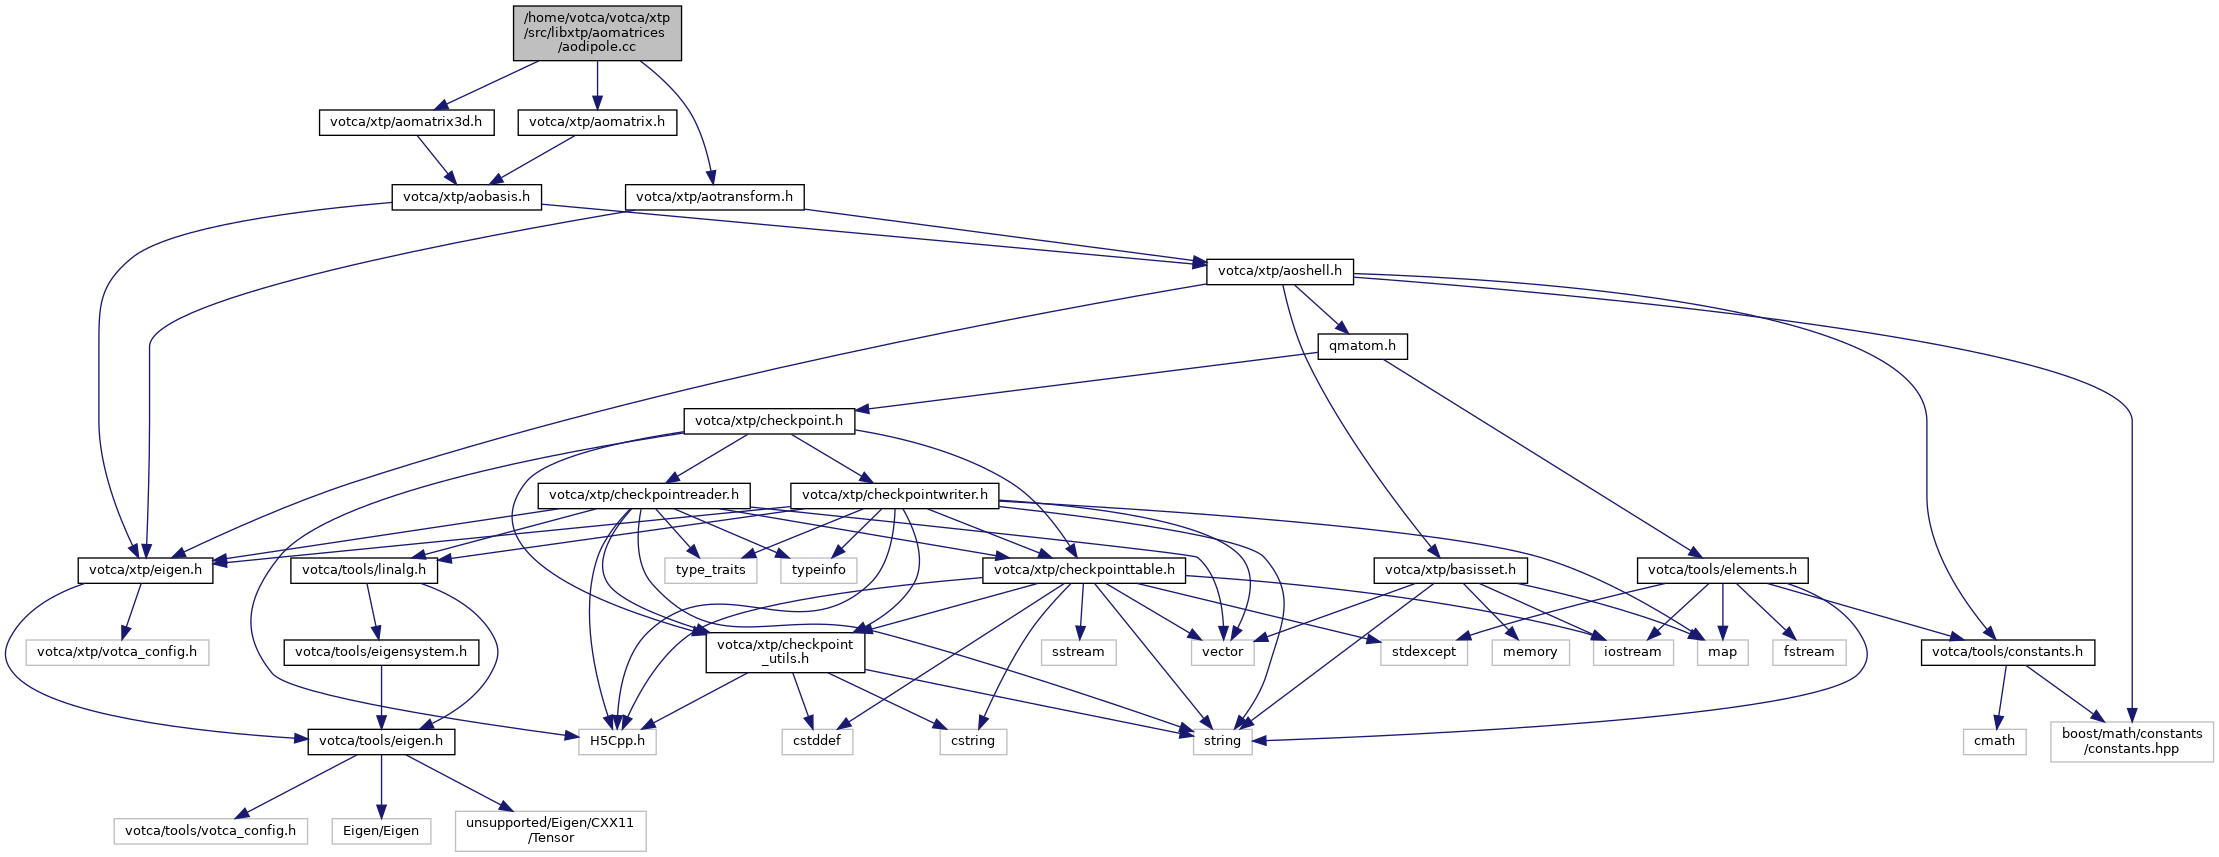 /home/votca/votca/xtp
/src/libxtp/aomatrices
/aodipole.cc
votca/xtp/aomatrix3d.h
votca/xtp/aomatrix.h
votca/xtp/aobasis.h
votca/xtp/aotransform.h
votca/xtp/aoshell.h
qmatom.h
votca/xtp/checkpoint.h
votca/xtp/checkpointreader.h
votca/xtp/checkpointwriter.h
votca/xtp/eigen.h
votca/tools/linalg.h
type_traits
typeinfo
votca/xtp/checkpointtable.h
votca/xtp/basisset.h
votca/tools/elements.h
votca/xtp/votca_config.h
votca/tools/eigensystem.h
votca/xtp/checkpoint
_utils.h
sstream
vector
stdexcept
memory
iostream
map
fstream
votca/tools/constants.h
votca/tools/eigen.h
H5Cpp.h
cstddef
cstring
string
cmath
boost/math/constants
/constants.hpp
votca/tools/votca_config.h
Eigen/Eigen
unsupported/Eigen/CXX11
/Tensor